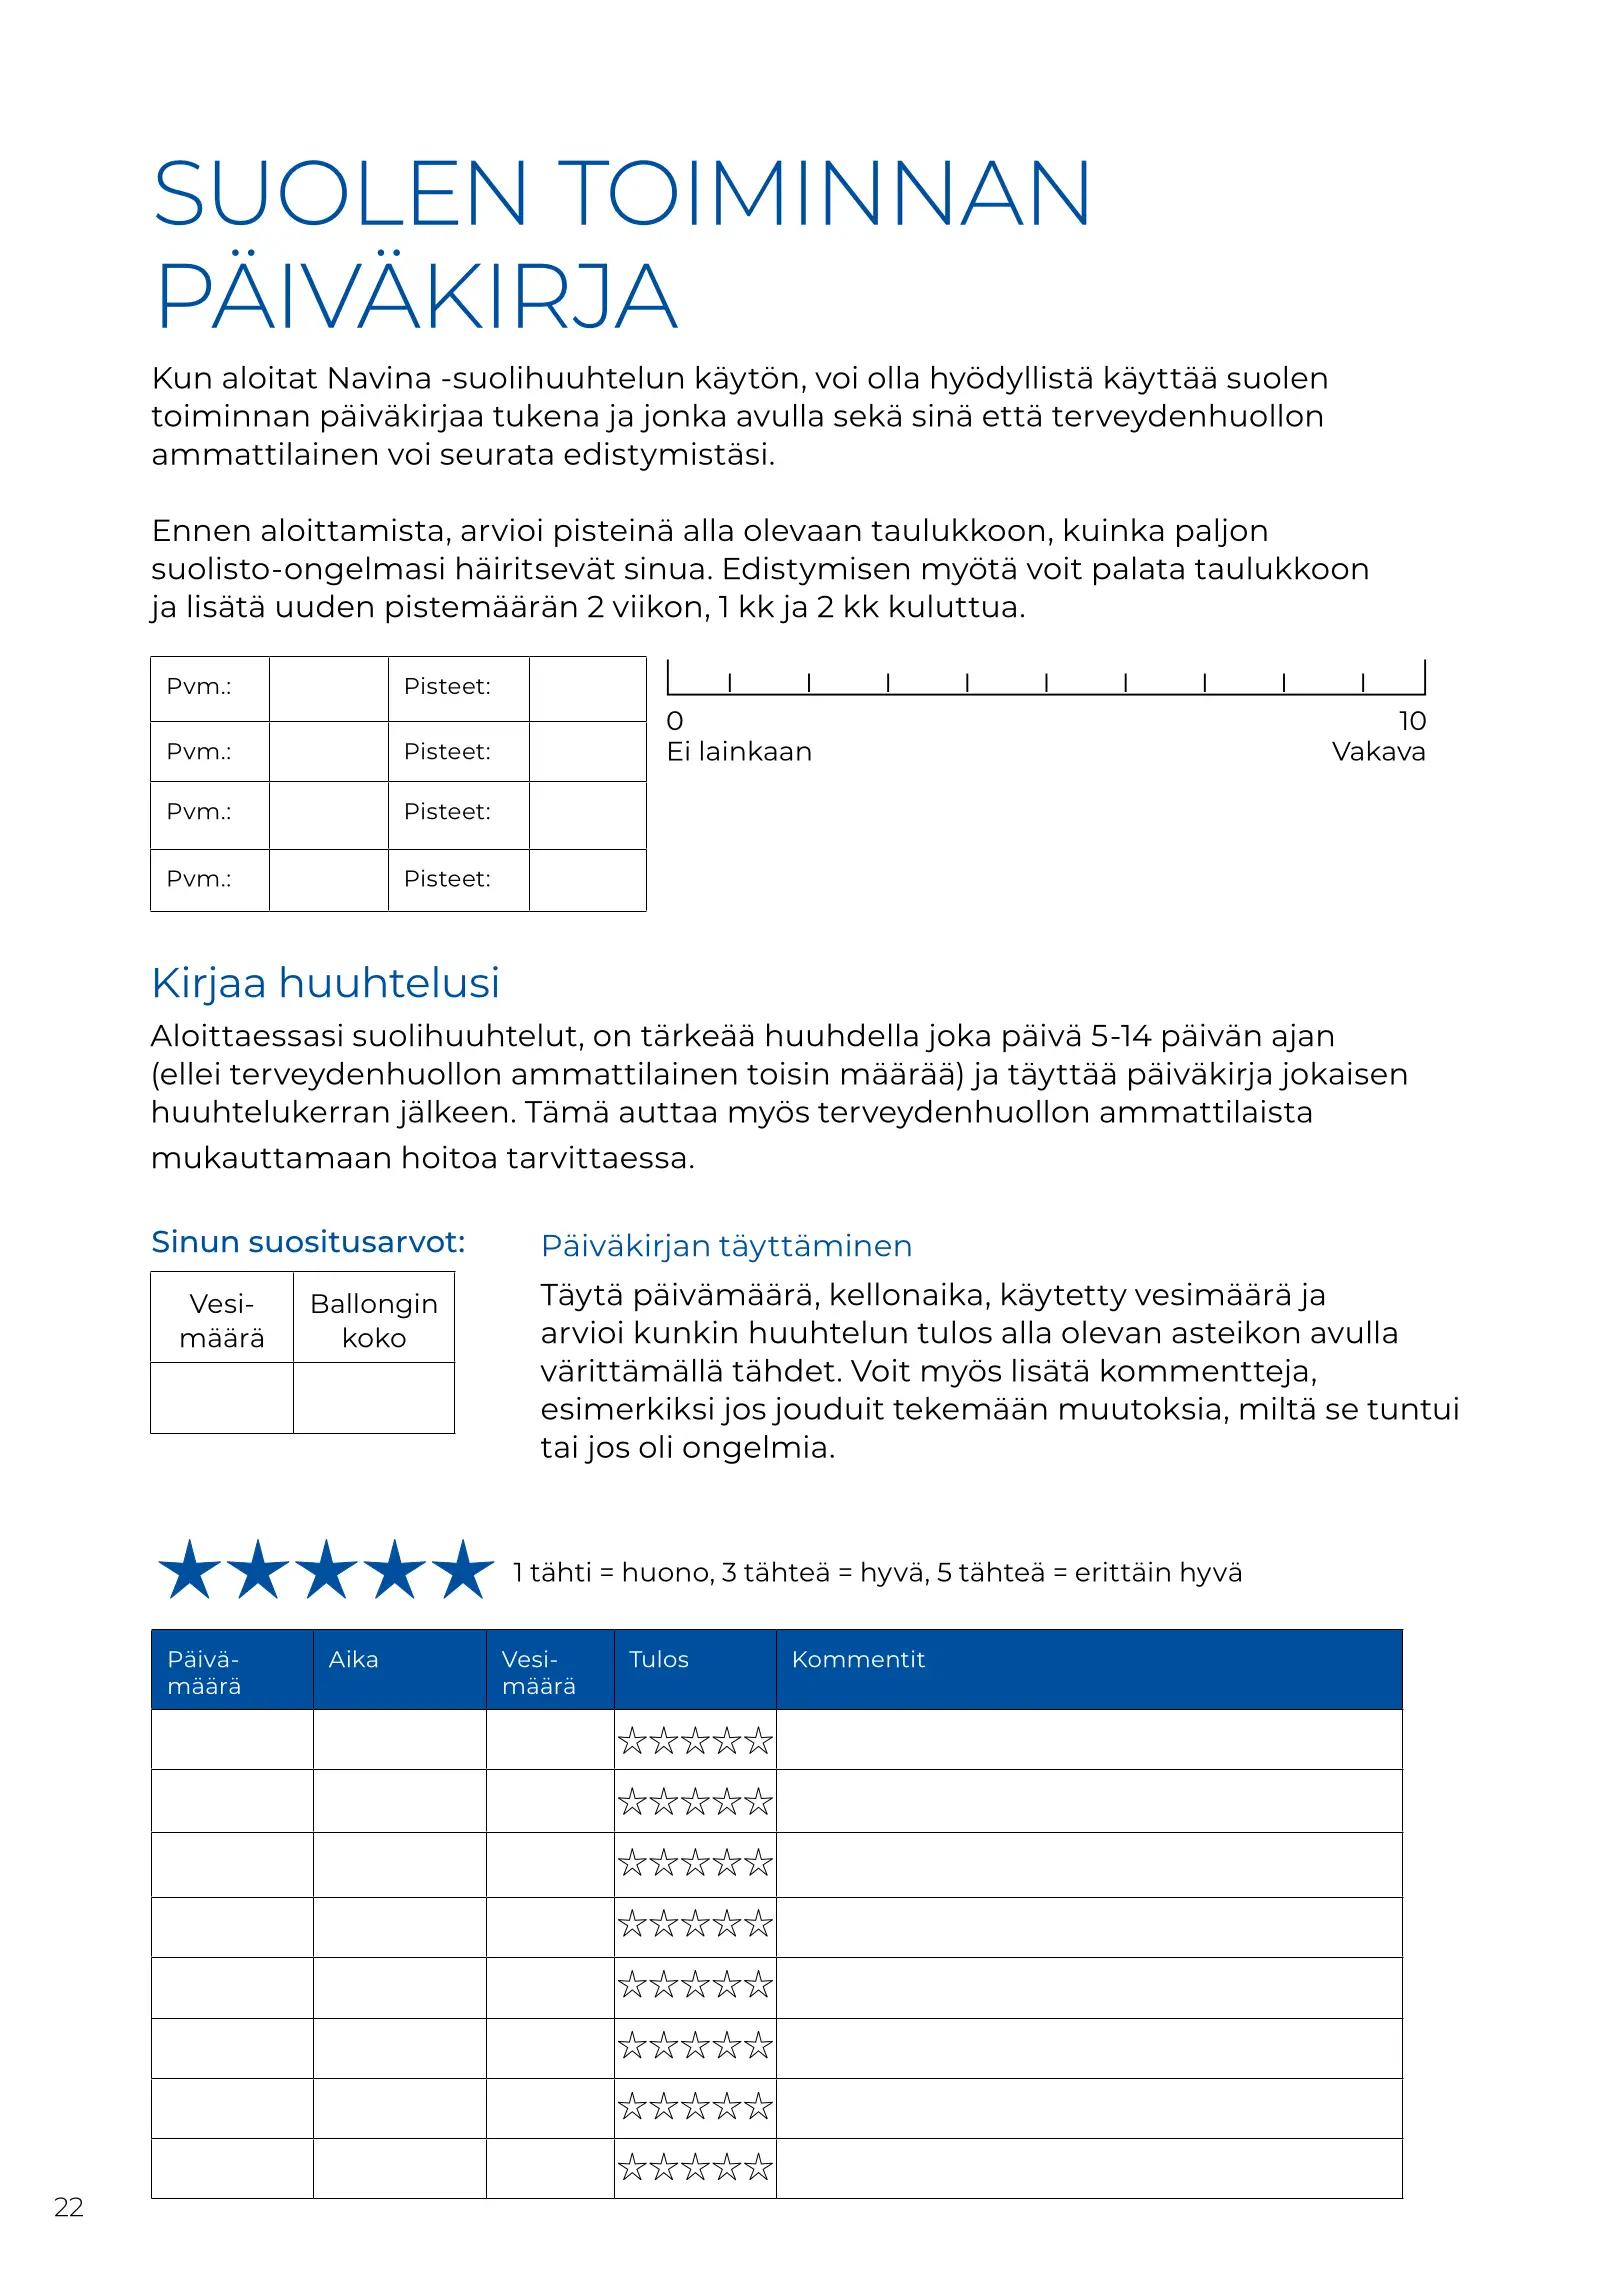 SUOLEN TOIMINNAN
PÄIVÄKIRJA
Kun aloitat Navina -suolihuuhtelun käytön, voi olla hyödyllistä käyttää suolen
toiminnan päiväkirjaa tukena ja jonka avulla sekä sinä että terveydenhuollon
ammattilainen voi seurata edistymistäsi.
Ennen aloittamista, arvioi pisteinä alla olevaan taulukkoon, kuinka paljon
suolisto-ongelmasi häiritsevät sinua. Edistymisen myötä voit palata taulukkoon
ja lisätä uuden pistemäärän 2 viikon, 1 kk ja 2 kk kuluttua.
Pvm.: Pisteet:
Pvm.: Pisteet:
Pvm.: Pisteet:
Pvm.: Pisteet:
0 10
Ei lainkaan Vakava
Kirjaa huuhtelusi
Aloittaessasi suolihuuhtelut, on tärkeää huuhdella joka päivä 5-14 päivän ajan
(ellei terveydenhuollon ammattilainen toisin määrää) ja täyttää päiväkirja jokaisen
huuhtelukerran jälkeen. Tämä auttaa myös terveydenhuollon ammattilaista
mukauttamaan hoitoa tarvittaessa.
Sinun suositusarvot:
Vesi- Ballongin
määrä koko
Päiväkirjan täyttäminen
Täytä päivämäärä, kellonaika, käytetty vesimäärä ja
arvioi kunkin huuhtelun tulos alla olevan asteikon avulla
värittämällä tähdet. Voit myös lisätä kommentteja,
esimerkiksi jos jouduit tekemään muutoksia, miltä se tuntui
tai jos oli ongelmia.
1 tähti = huono, 3 tähteä = hyvä, 5 tähteä = erittäin hyvä
Päivä- Aika Vesi- Tulos Kommentit
määrä määrä
22